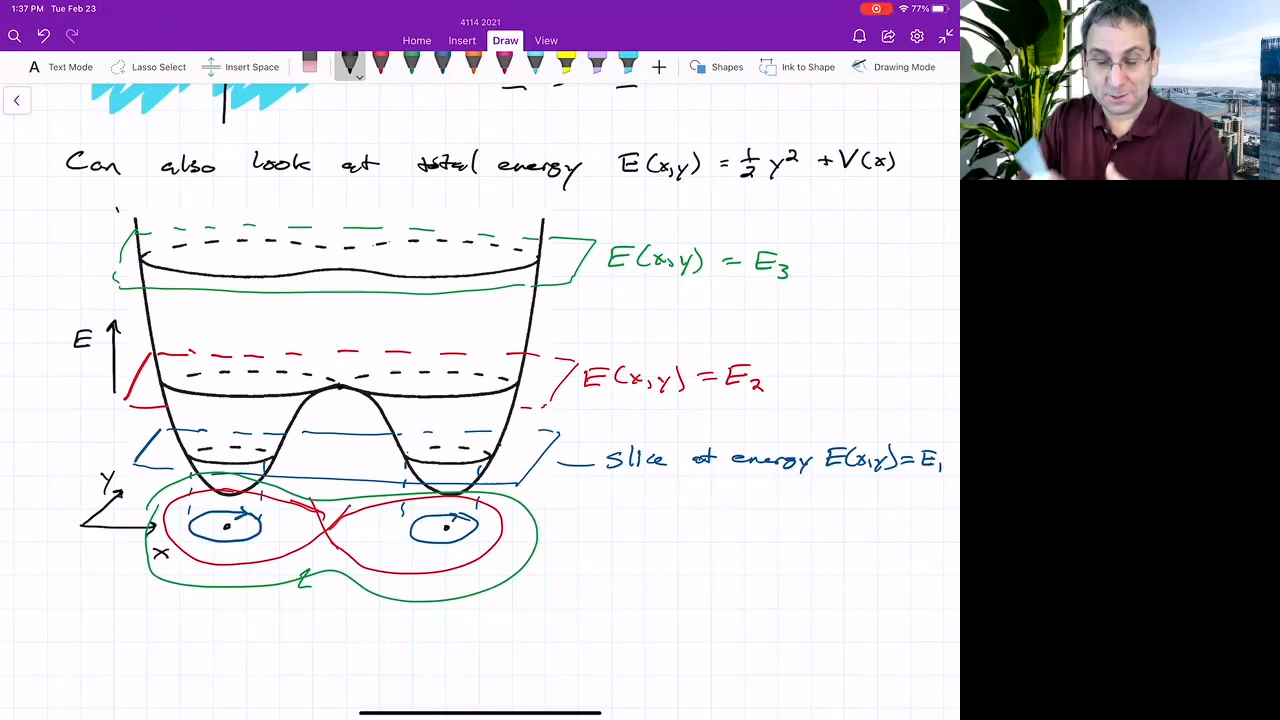 1:37 PM Tue Feb 23
77%
4114 2021
Home Insert Draw View
Text Mode Lasso Select Insert Space Shapes Ink to Shape Drawing Mode
Can also look at total energy E(x,y) = 1/2 y² + V(x)
E(x,y) = E₃
E
E(x,y) = E₂
slice at energy E(x,y) = E₁
y
x